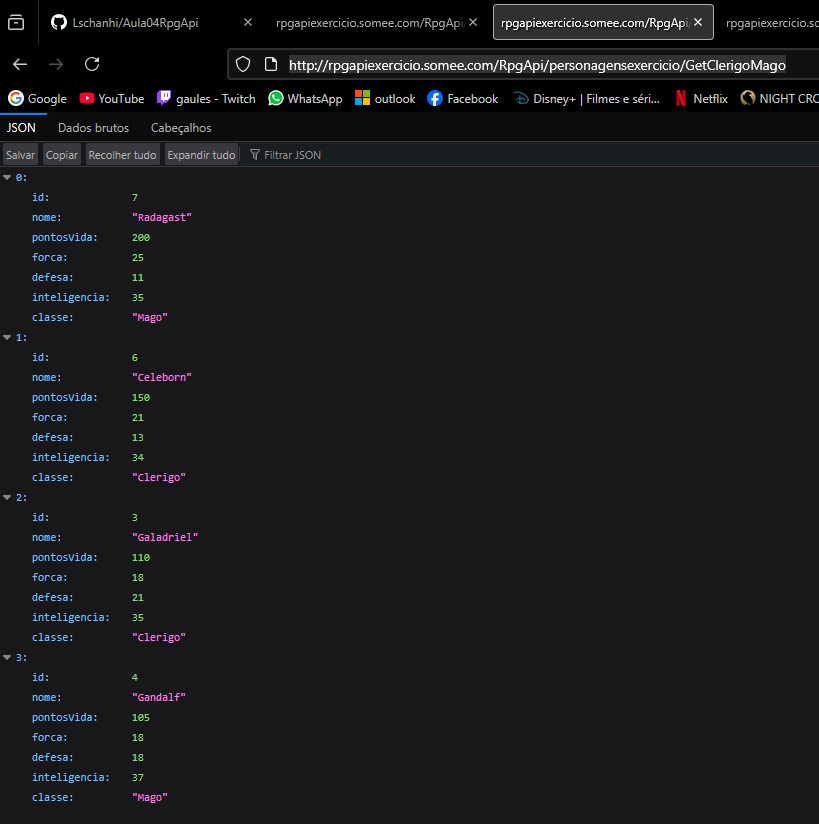 Lschanhi/Aula04RpgApi rpgapiexercicio.somee.com/RpgApi rpgapiexercicio.somee.com/RpgApi rpgapiexercicio.so
http://rpgapiexercicio.somee.com/RpgApi/personagensexercicio/GetClerigoMago
Google YouTube gaules - Twitch WhatsApp outlook Facebook Disney+ | Filmes e séri... Netflix NIGHT CRO
JSON Dados brutos Cabeçalhos
Salvar Copiar Recolher tudo Expandir tudo Filtrar JSON
0:
id: 7
nome: "Radagast"
pontosVida: 200
forca: 25
defesa: 11
inteligencia: 35
classe: "Mago"
1:
id: 6
nome: "Celeborn"
pontosVida: 150
forca: 21
defesa: 13
inteligencia: 34
classe: "Clerigo"
2:
id: 3
nome: "Galadriel"
pontosVida: 110
forca: 18
defesa: 21
inteligencia: 35
classe: "Clerigo"
3:
id: 4
nome: "Gandalf"
pontosVida: 105
forca: 18
defesa: 18
inteligencia: 37
classe: "Mago"